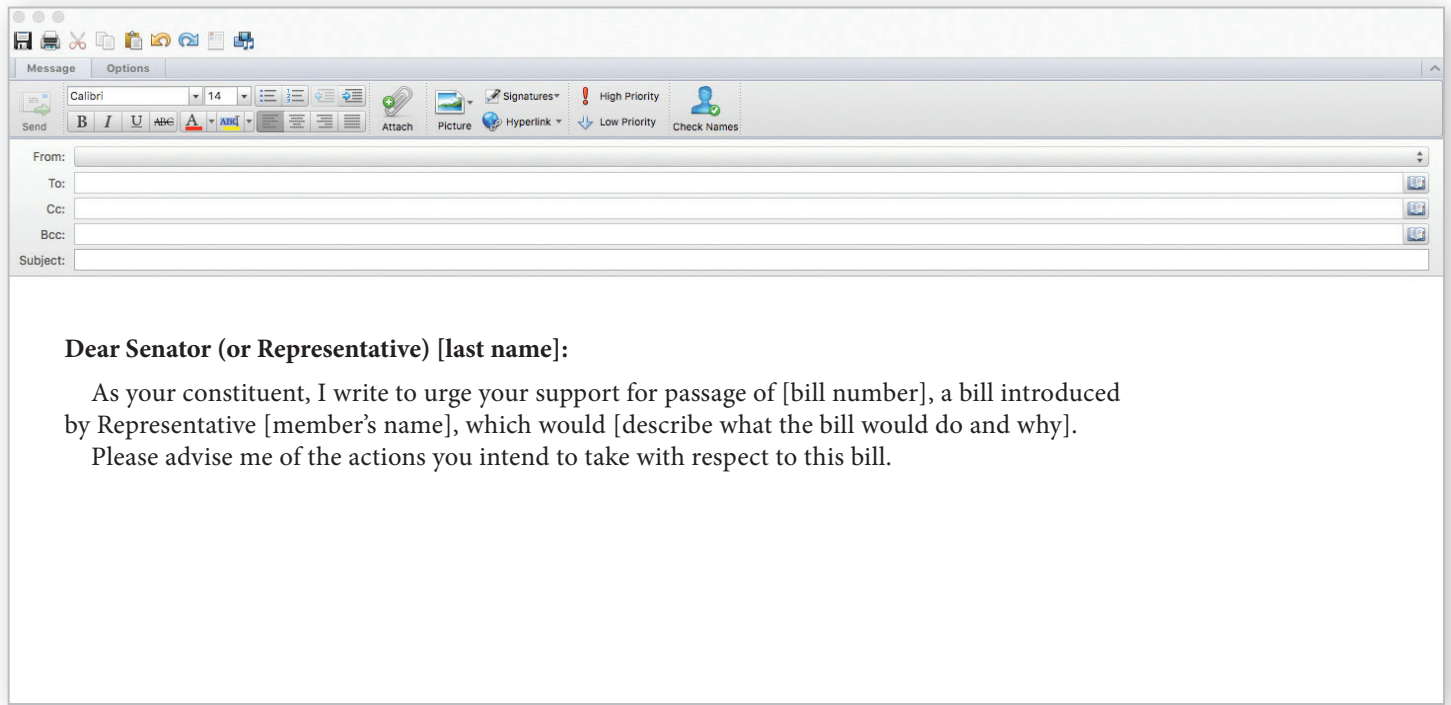 Message Options
Calibri 14 Signatures High Priority
Send B I U ABC A ABC Attach Picture Hyperlink Low Priority Check Names
From:
To:
Cc:
Bcc:
Subject:
Dear Senator (or Representative) [last name]:
As your constituent, I write to urge your support for passage of [bill number], a bill introduced
by Representative [member’s name], which would [describe what the bill would do and why].
Please advise me of the actions you intend to take with respect to this bill.